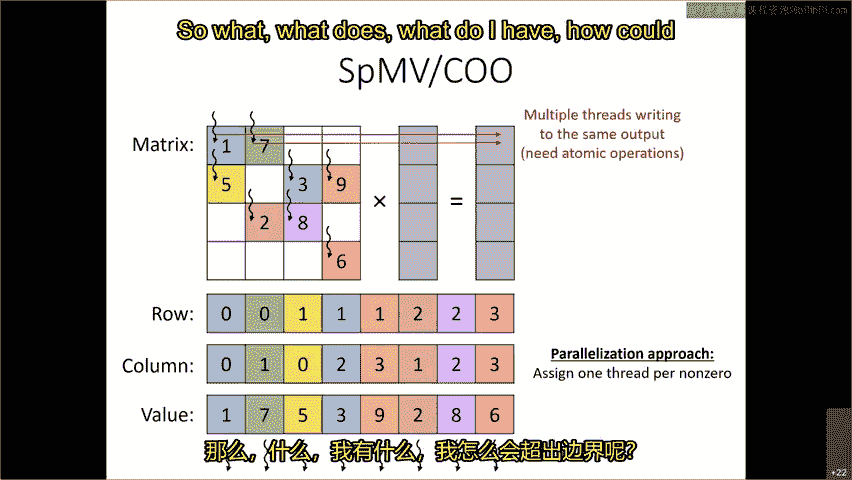 So what, what does, what do I have, how could
SpMV/COO
Matrix:
1 7
5 3 9
2 8
6
×
=
Multiple threads writing
to the same output
(need atomic operations)
Row: 0 0 1 1 1 2 2 3
Column: 0 1 0 2 3 1 2 3
Value: 1 7 5 3 9 2 8 6
Parallelization approach:
Assign one thread per nonzero
那么，什么，我有什么，我怎么会超出边界呢？
+22